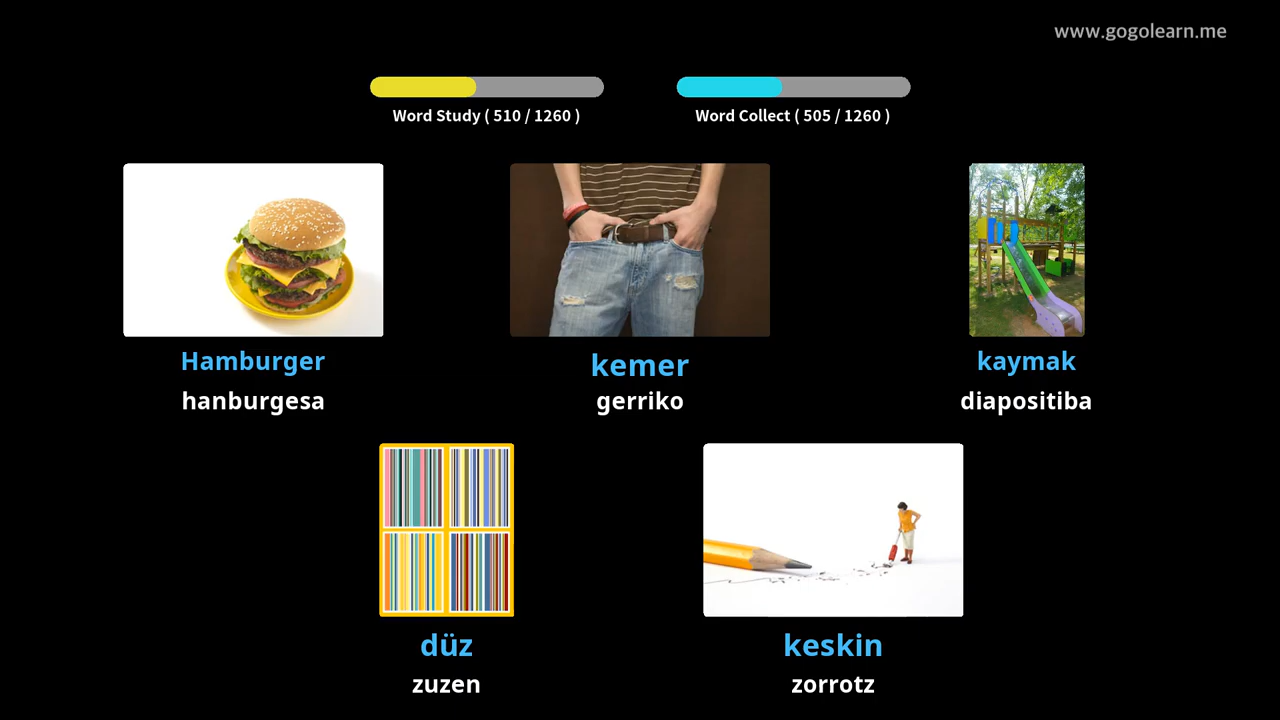 www.gogolearn.me
Word Study ( 510 / 1260 )
Word Collect ( 505 / 1260 )
Hamburger
hanburgesa
kemer
gerriko
kaymak
diapositiba
düz
zuzen
keskin
zorrotz